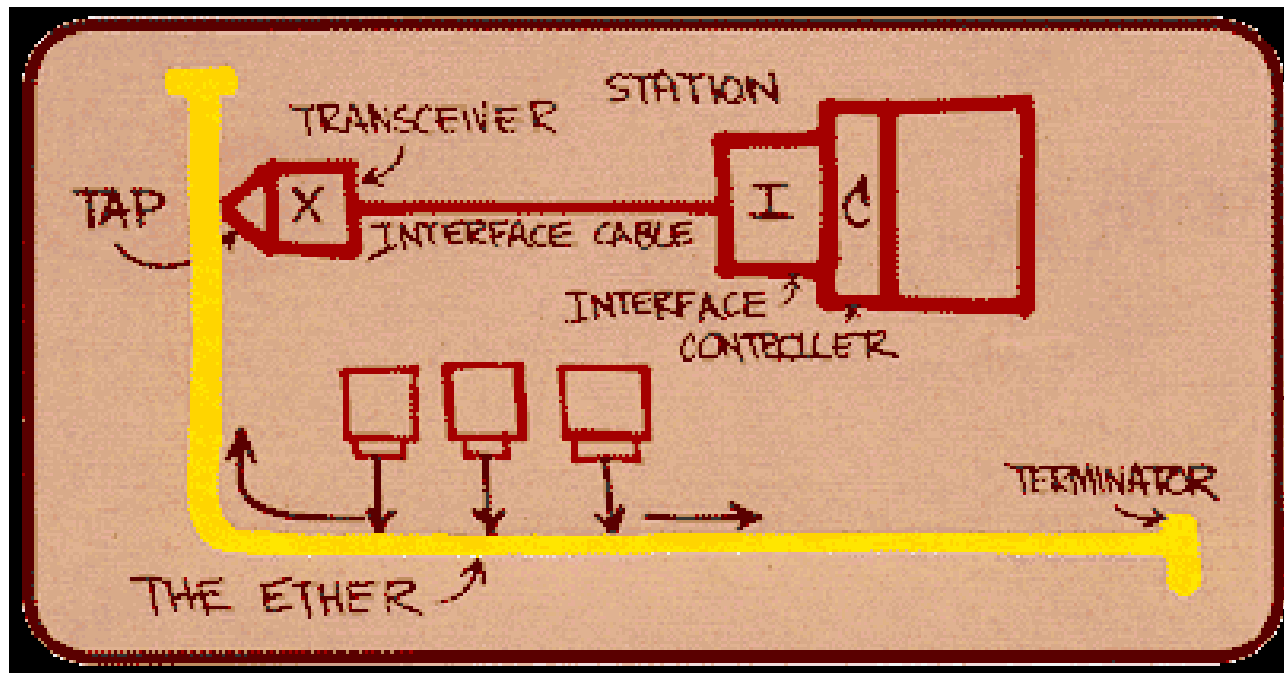 STATION
TRANSCEIVER
TAP
X
I
C
INTERFACE CABLE
INTERFACE
CONTROLLER
TERMINATOR
THE ETHER